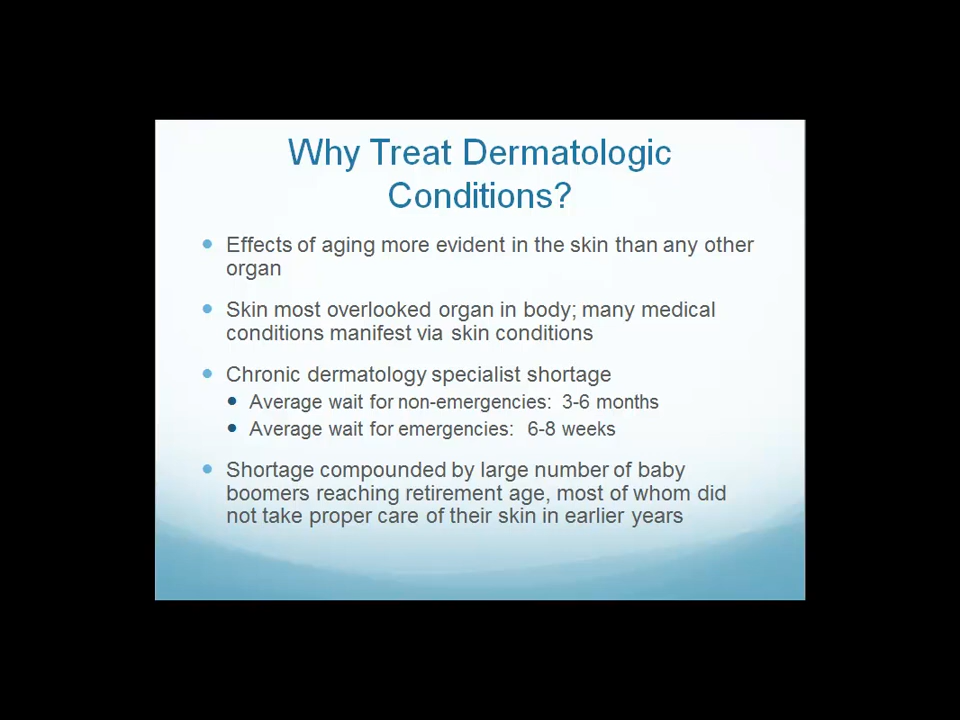 Why Treat Dermatologic
Conditions?
Effects of aging more evident in the skin than any other
organ
Skin most overlooked organ in body; many medical
conditions manifest via skin conditions
Chronic dermatology specialist shortage
Average wait for non-emergencies: 3-6 months
Average wait for emergencies: 6-8 weeks
Shortage compounded by large number of baby
boomers reaching retirement age, most of whom did
not take proper care of their skin in earlier years